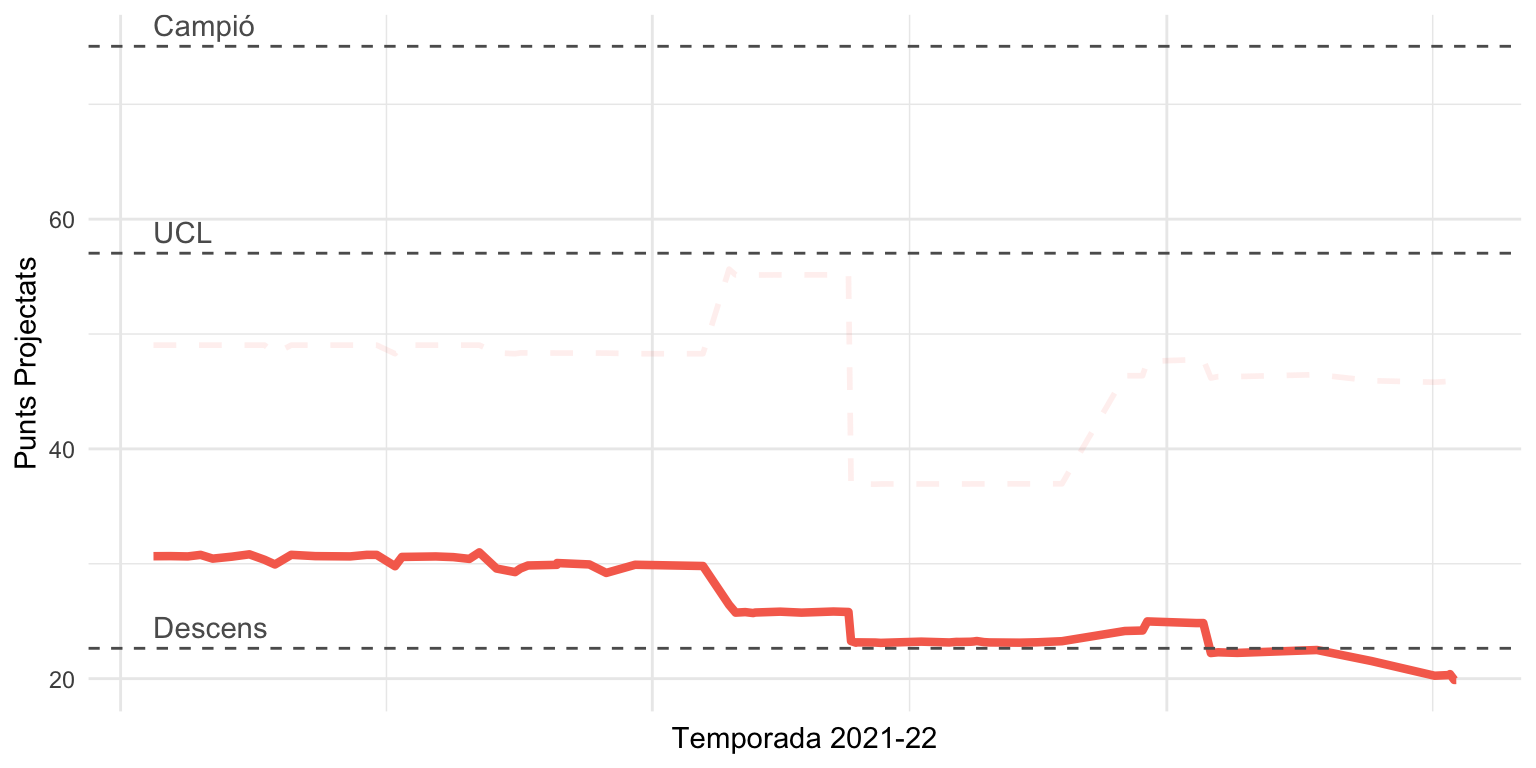 Campió
60
UCL
Punts Projectats
40
Descens
20
Temporada 2021-22